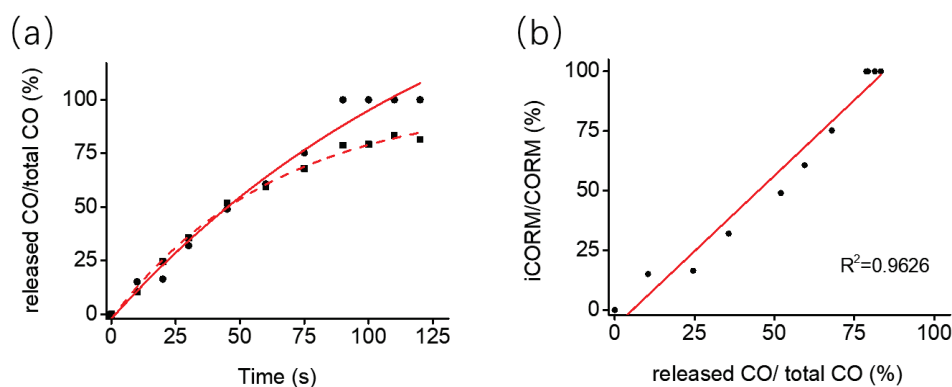 (a)
released CO/total CO (%)
100
75
50
25
0
0 25 50 75 100 125
Time (s)
(b)
iCORM/CORM (%)
100
75
50
25
0
R²=0.9626
0 25 50 75 100
released CO/ total CO (%)